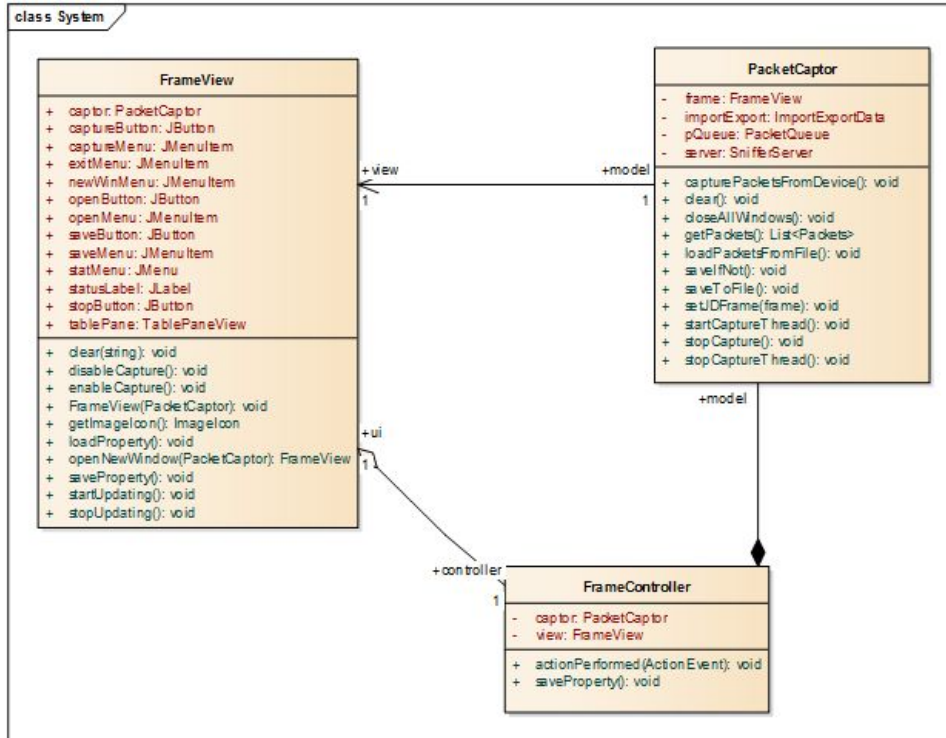 class System
FrameView
+ captor: PacketCaptor
+ captureButton: JButton
+ captureMenu: JMenuItem
+ exitMenu: JMenuItem
+ newWinMenu: JMenuItem
+ openButton: JButton
+ openMenu: JMenuItem
+ saveButton: JButton
+ saveMenu: JMenuItem
+ statMenu: JMenu
+ statusLabel: JLabel
+ stopButton: JButton
+ tablePane: TablePaneView
+ clear(string): void
+ disableCapture(): void
+ enableCapture(): void
+ FrameView(PacketCaptor): void
+ getImageIcon(): ImageIcon
+ loadProperty(): void
+ openNewWindow(PacketCaptor): FrameView
+ saveProperty(): void
+ startUpdating(): void
+ stopUpdating(): void
+view
1
+model
1
PacketCaptor
- frame: FrameView
- importExport: ImportExportData
- pQueue: PacketQueue
- server: SnifferServer
+ capturePacketsFromDevice(): void
+ clear(): void
+ closeAllWindows(): void
+ getPackets(): List<Packets>
+ loadPacketsFromFile(): void
+ saveIfNot(): void
+ saveToFile(): void
+ setJDFrame(frame): void
+ startCaptureThread(): void
+ stopCapture(): void
+ stopCaptureThread(): void
+model
+ui
1
+controller
1
FrameController
- captor: PacketCaptor
- view: FrameView
+ actionPerformed(ActionEvent): void
+ saveProperty(): void